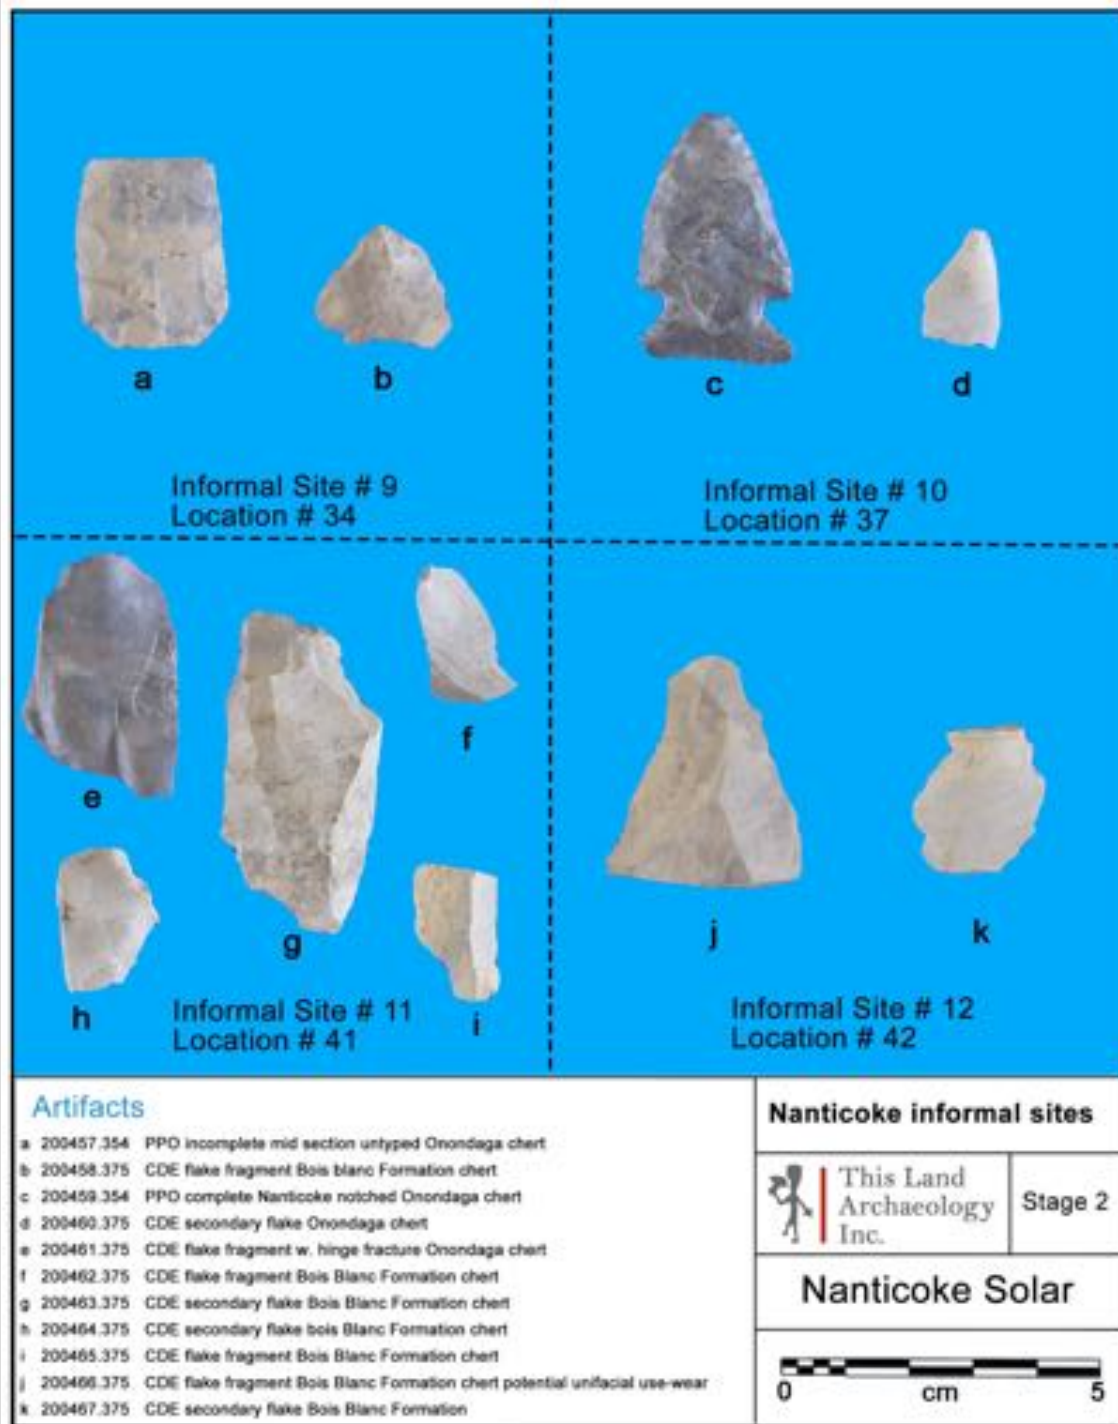 a
b
Informal Site # 9
Location # 34
c
d
Informal Site # 10
Location # 37
e
f
g
h
i
Informal Site # 11
Location # 41
j
k
Informal Site # 12
Location # 42
Artifacts
a 200457.354 PPO incomplete mid section untyped Onondaga chert
b 200458.375 CDE flake fragment Bois blanc Formation chert
c 200459.354 PPO complete Nanticoke notched Onondaga chert
d 200460.375 CDE secondary flake Onondaga chert
e 200461.375 CDE flake fragment w. hinge fracture Onondaga chert
f 200462.375 CDE flake fragment Bois Blanc Formation chert
g 200463.375 CDE secondary flake Bois Blanc Formation chert
h 200464.375 CDE secondary flake bois Blanc Formation chert
i 200465.375 CDE flake fragment Bois Blanc Formation chert
j 200466.375 CDE flake fragment Bois Blanc Formation chert potential unifacial use-wear
k 200467.375 CDE secondary flake Bois Blanc Formation
Nanticoke informal sites
This Land
Archaeology
Inc.
Stage 2
Nanticoke Solar
0 cm 5